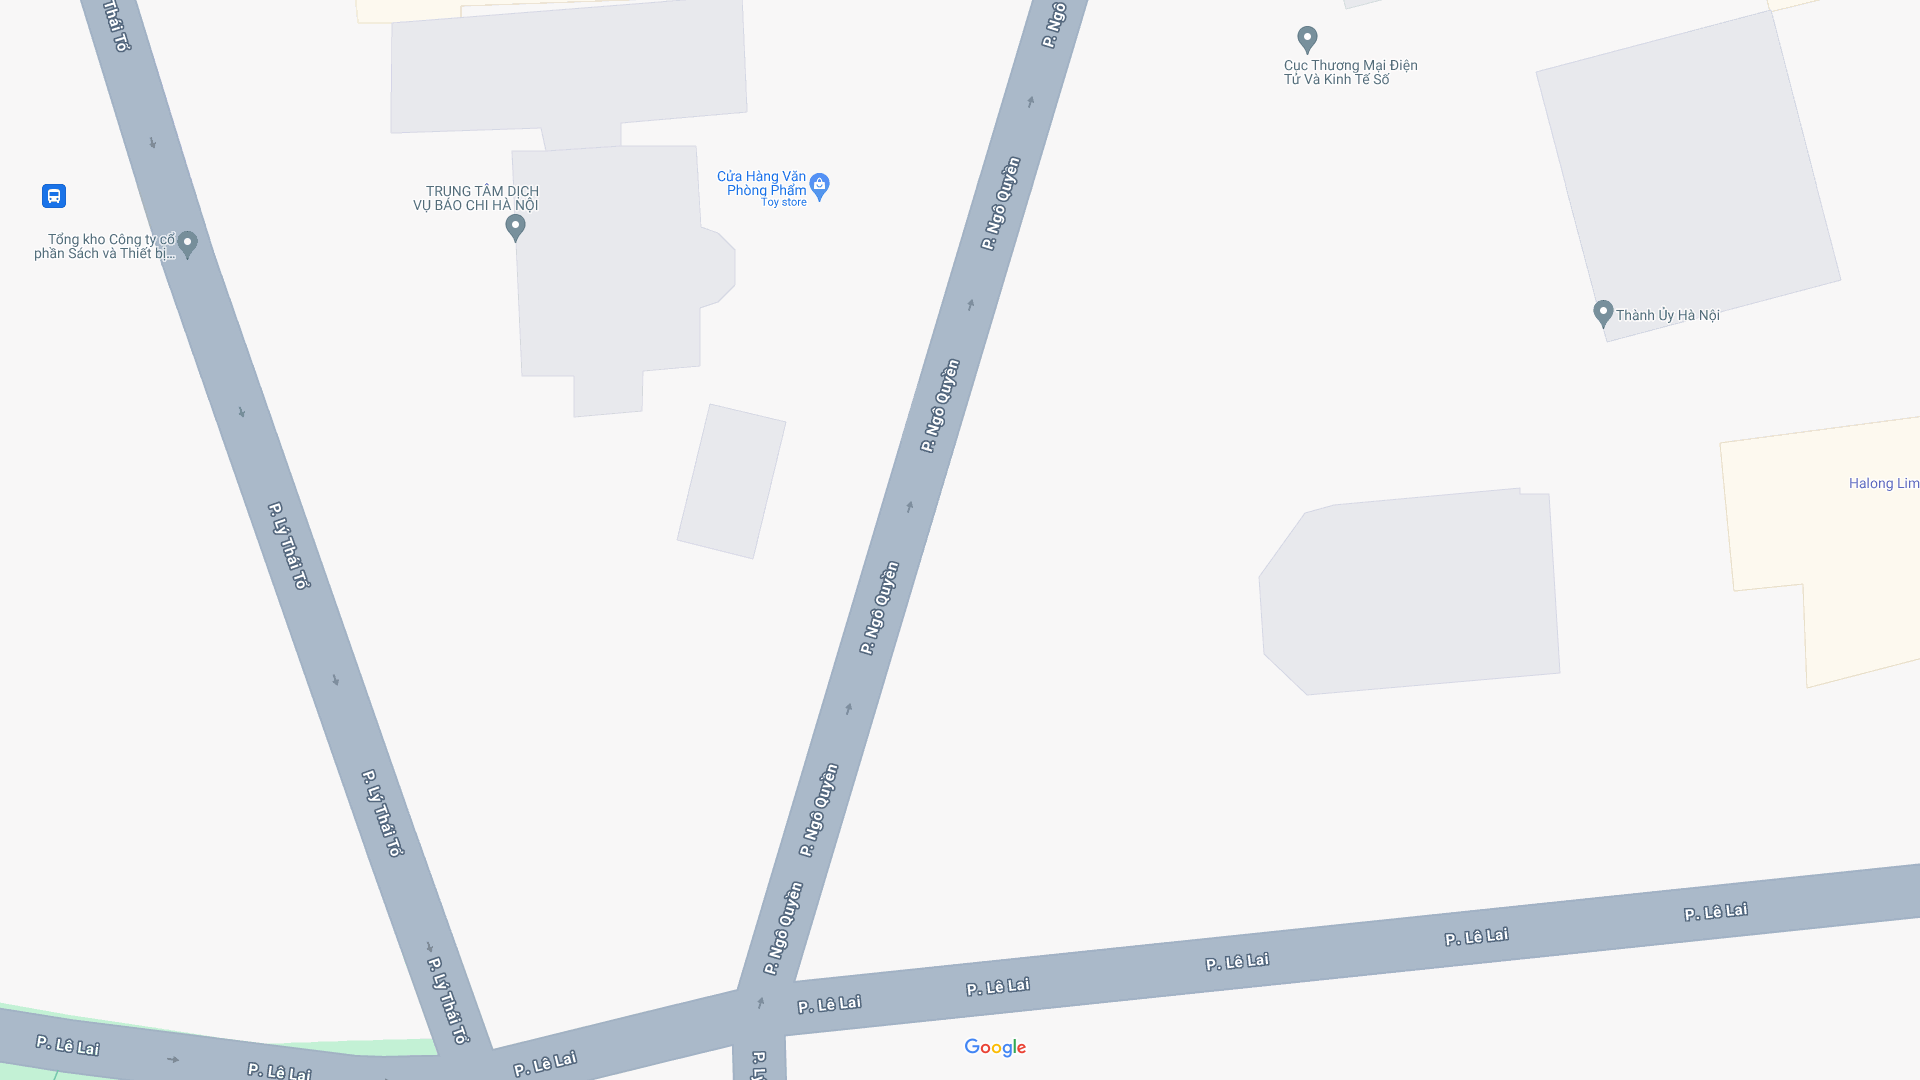 Thái Tổ
P. Ngô
Cục Thương Mại Điện
Tử Và Kinh Tế Số
Cửa Hàng Văn
Phòng Phẩm
Toy store
TRUNG TÂM DỊCH
VỤ BÁO CHI HÀ NỘI
P. Ngô Quyền
Tổng kho Công ty cổ
phần Sách và Thiết bị...
Thành Ủy Hà Nội
P. Ngô Quyền
Halong Lim
P. Lý Thái Tổ
P. Ngô Quyền
P. Lý Thái Tổ
P. Ngô Quyền
P. Ngô Quyền
P. Lê Lai
P. Lê Lai
P. Lê Lai
P. Lê Lai
P. Lê Lai
P. Lý Thái Tổ
P. Lê Lai
Google
P. Lê Lai
P. Lê Lai
P. Lý